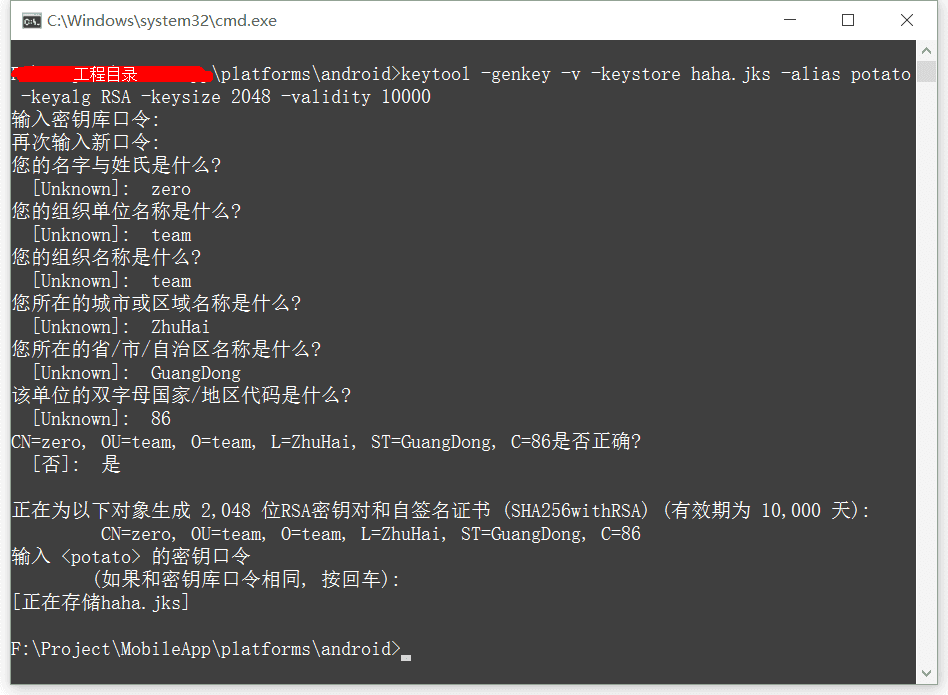 C:\Windows\system32\cmd.exe
工程目录\platforms\android>keytool -genkey -v -keystore haha.jks -alias potato
-keyalg RSA -keysize 2048 -validity 10000
输入密钥库口令:
再次输入新口令:
您的名字与姓氏是什么?
[Unknown]: zero
您的组织单位名称是什么?
[Unknown]: team
您的组织名称是什么?
[Unknown]: team
您所在的城市或区域名称是什么?
[Unknown]: ZhuHai
您所在的省/市/自治区名称是什么?
[Unknown]: GuangDong
该单位的双字母国家/地区代码是什么?
[Unknown]: 86
CN=zero, OU=team, O=team, L=ZhuHai, ST=GuangDong, C=86是否正确?
[否]: 是
正在为以下对象生成 2,048 位RSA密钥对和自签名证书 (SHA256withRSA) (有效期为 10,000 天):
CN=zero, OU=team, O=team, L=ZhuHai, ST=GuangDong, C=86
输入 <potato> 的密钥口令
(如果和密钥库口令相同, 按回车):
[正在存储haha.jks]
F:\Project\MobileApp\platforms\android>